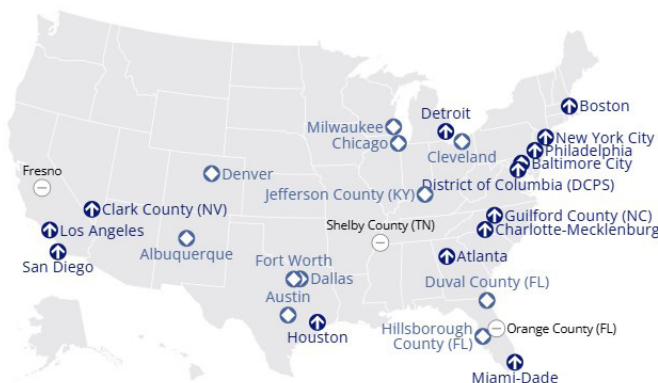 Boston
Detroit
Milwaukee
New York City
Chicago
Philadelphia
Cleveland
Baltimore City
Fresno
Denver
District of Columbia (DCPS)
Jefferson County (KY)
Clark County (NV)
Guilford County (NC)
Shelby County (TN)
Los Angeles
Charlotte-Mecklenburg
Albuquerque
Atlanta
San Diego
Fort Worth
Dallas
Duval County (FL)
Austin
Houston
Hillsborough
County (FL)
Orange County (FL)
Miami-Dade